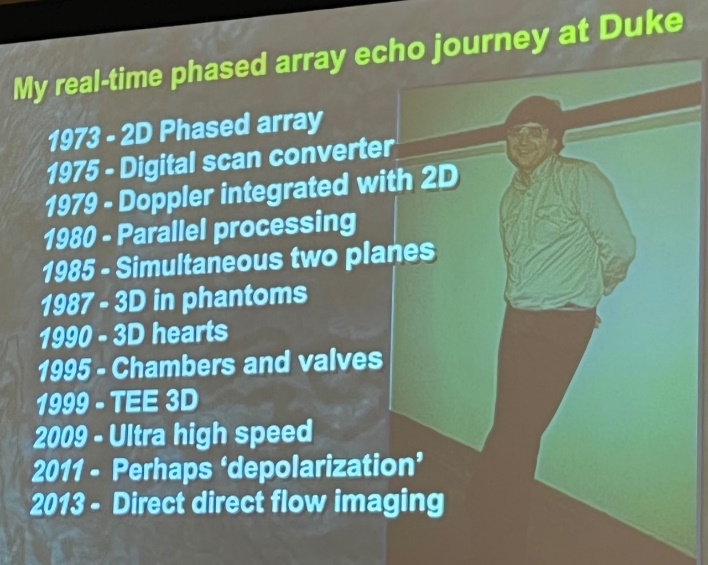 My real-time phased array echo journey at Duke
1973 - 2D Phased array
1975 - Digital scan converter
1979 - Doppler integrated with 2D
1980 - Parallel processing
1985 - Simultaneous two planes
1987 - 3D in phantoms
1990 - 3D hearts
1995 - Chambers and valves
1999 - TEE 3D
2009 - Ultra high speed
2011 - Perhaps ‘depolarization’
2013 - Direct direct flow imaging